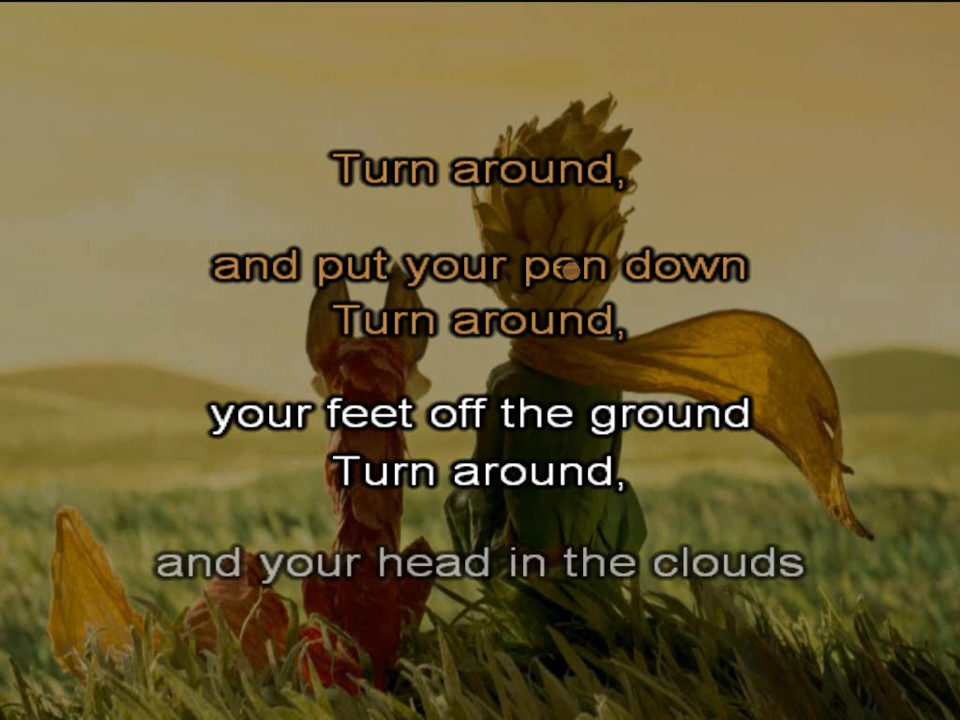 Turn around,
and put your pen down
Turn around,
your feet off the ground
Turn around,
and your head in the clouds